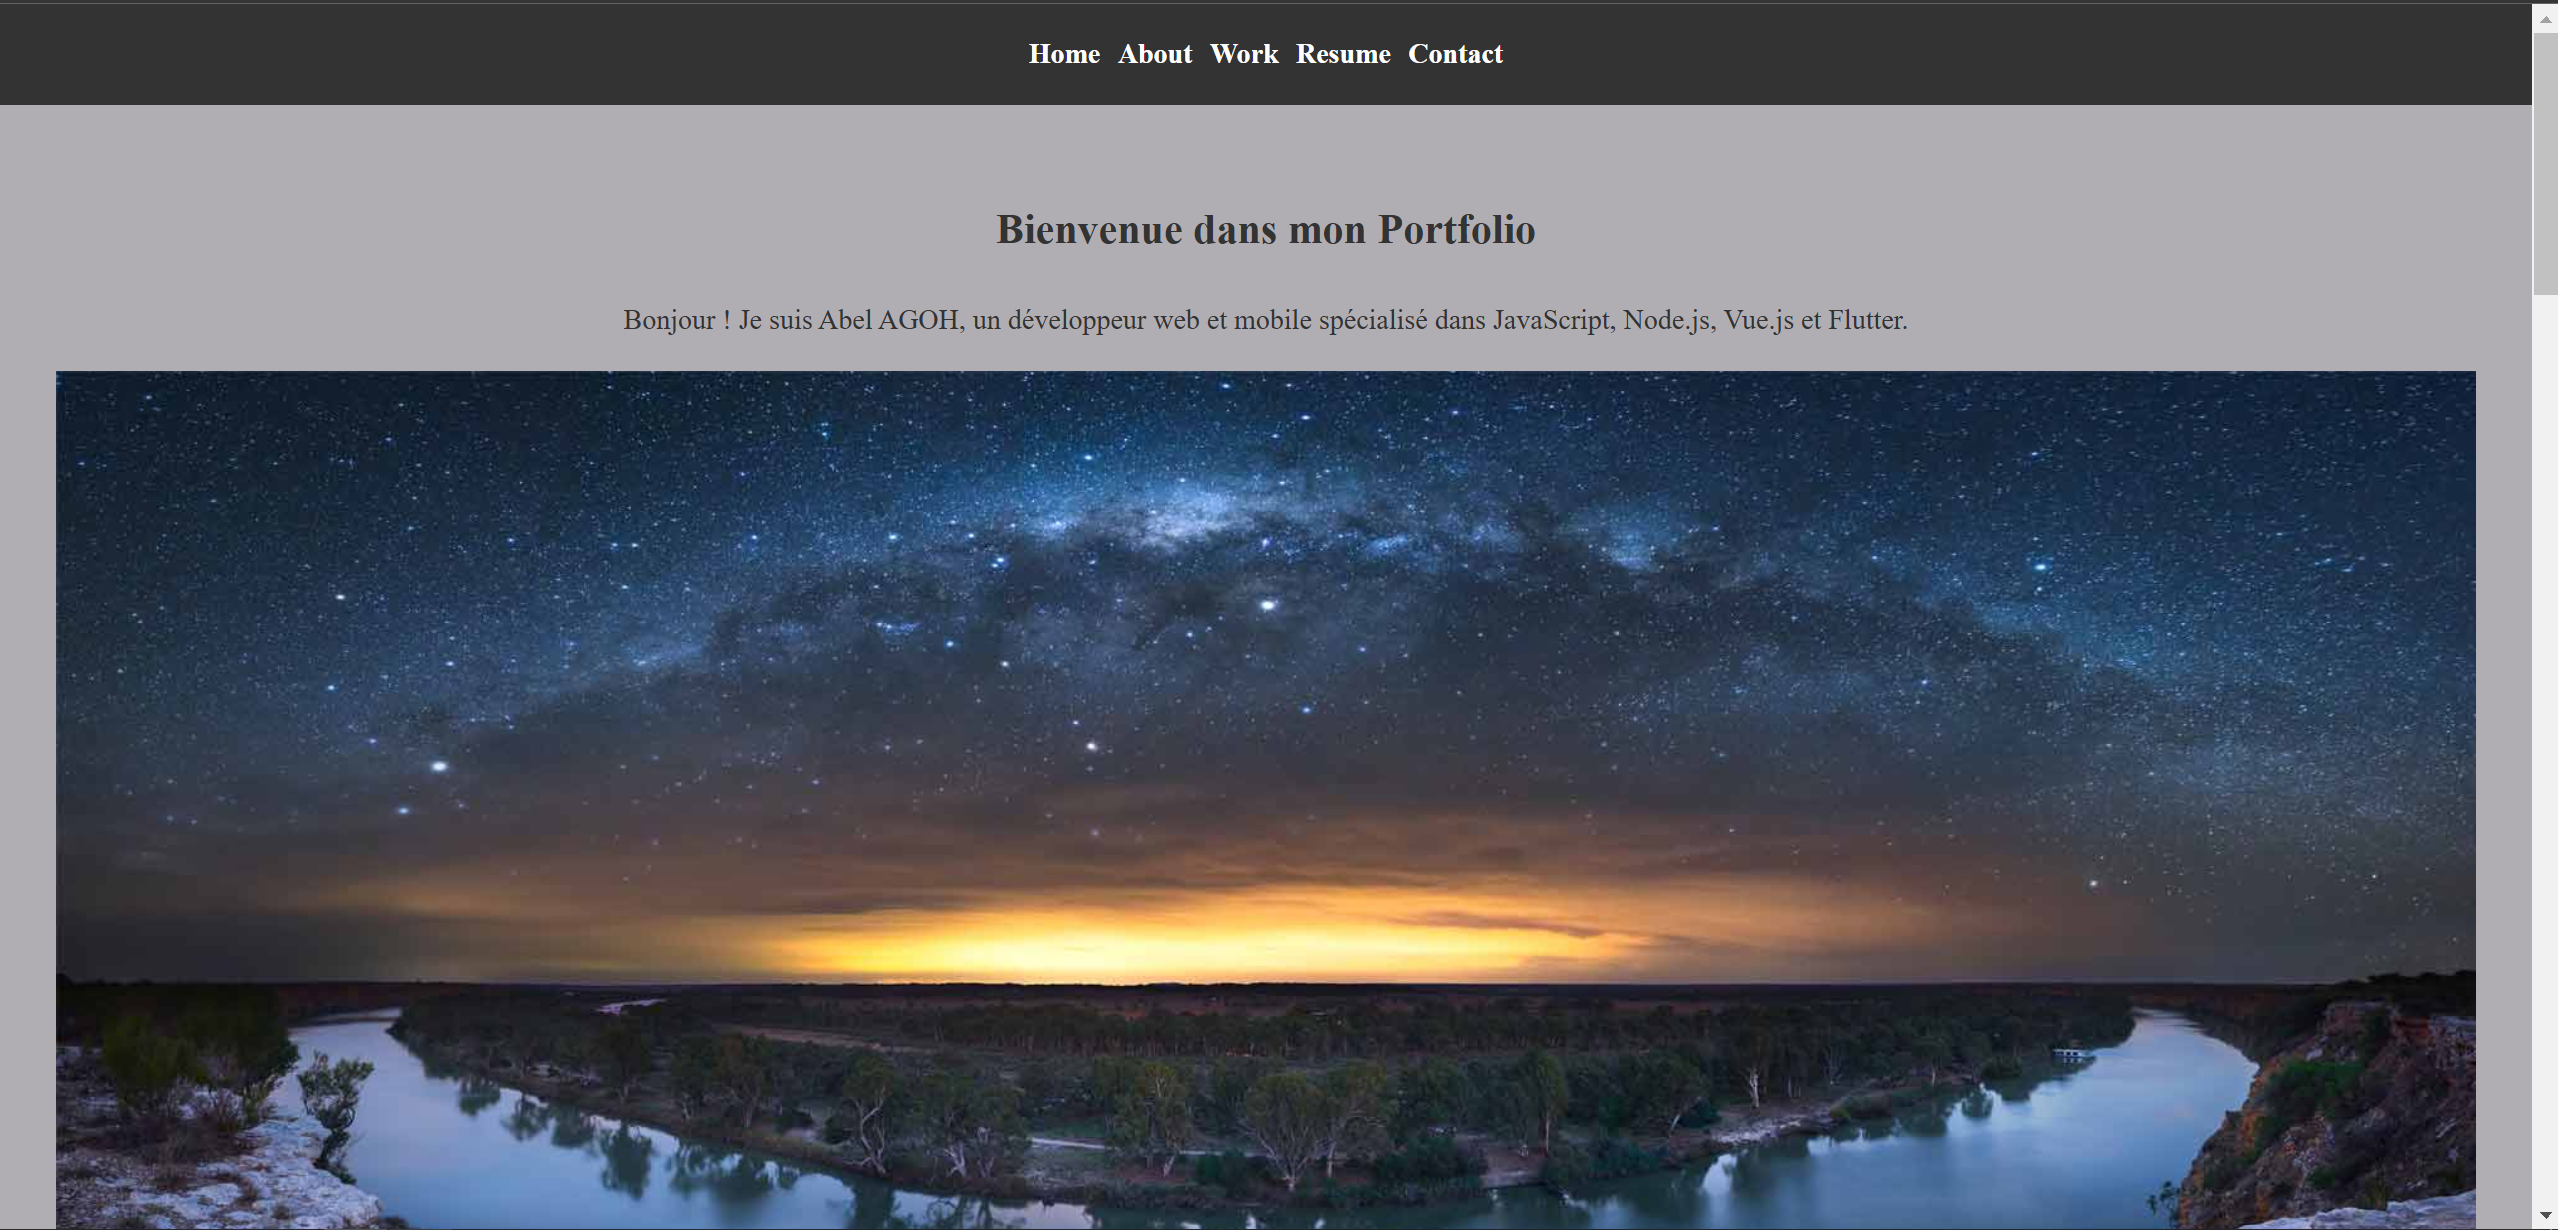 Home About Work Resume Contact
Bienvenue dans mon Portfolio
Bonjour ! Je suis Abel AGOH, un développeur web et mobile spécialisé dans JavaScript, Node.js, Vue.js et Flutter.